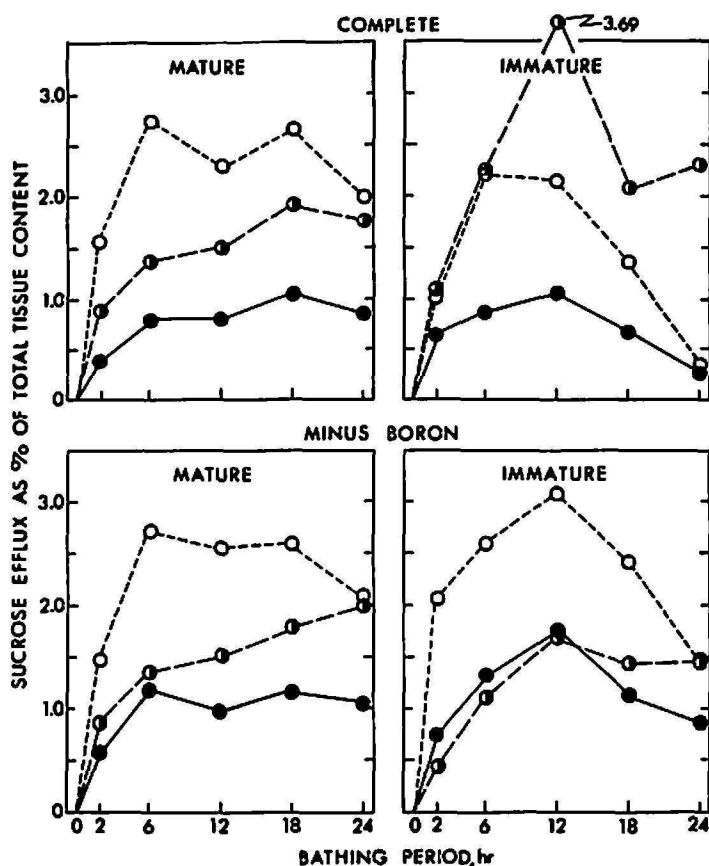 COMPLETE
3.69
MATURE
IMMATURE
3.0
2.0
1.0
0
MINUS BORON
MATURE
IMMATURE
3.0
2.0
1.0
0
0 2 6 12 18 24
0 2 6 12 18 24
SUCROSE EFFLUX AS % OF TOTAL TISSUE CONTENT
BATHING PERIOD, hr